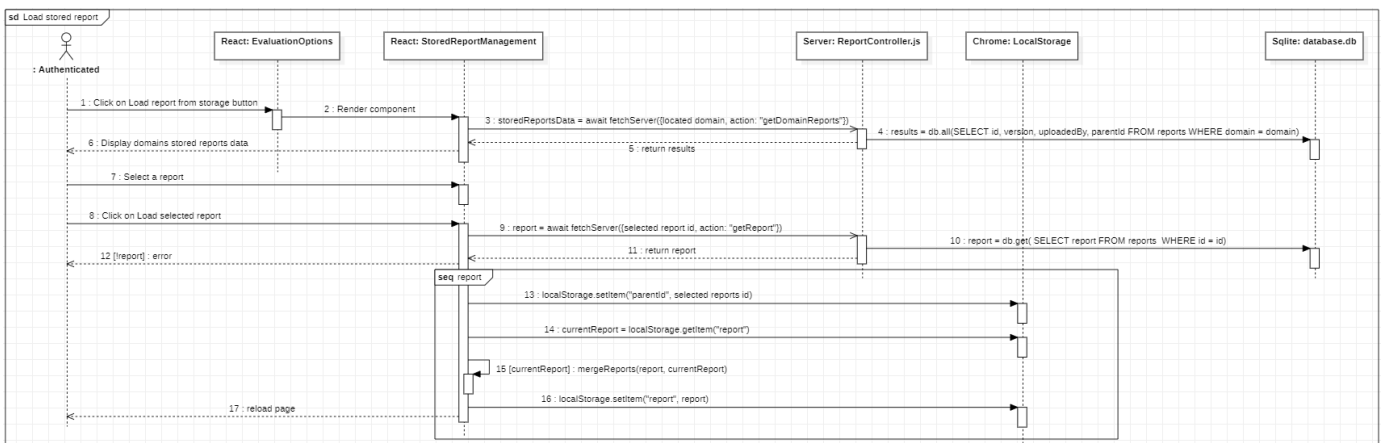 sd Load stored report
React: EvaluationOptions
React: StoredReportManagement
Server: ReportController.js
Chrome: LocalStorage
Sqlite: database.db
: Authenticated
1 : Click on Load report from storage button
2 : Render component
3 : storedReportsData = await fetchServer({located domain, action: "getDomainReports"})
4 : results = db.all(SELECT id, version, uploadedBy, parentId FROM reports WHERE domain = domain)
5 : return results
6 : Display domains stored reports data
7 : Select a report
8 : Click on Load selected report
9 : report = await fetchServer({selected report id, action: "getReport"})
10 : report = db.get( SELECT report FROM reports WHERE id = id)
11 : return report
12 [!report] : error
seq report
13 : localStorage.setItem("parentId", selected reports id)
14 : currentReport = localStorage.getItem("report")
15 [currentReport] : mergeReports(report, currentReport)
16 : localStorage.setItem("report", report)
17 : reload page